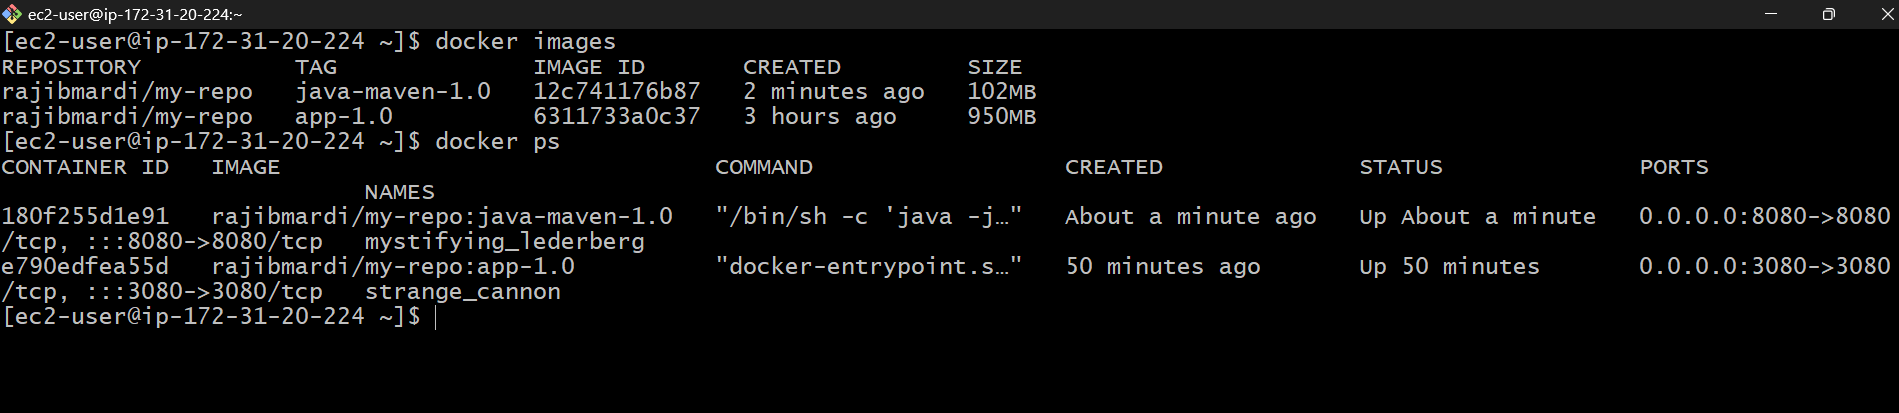 ec2-user@ip-172-31-20-224:~
[ec2-user@ip-172-31-20-224 ~]$ docker images
REPOSITORY           TAG              IMAGE ID       CREATED         SIZE
rajibmardi/my-repo   java-maven-1.0   12c741176b87   2 minutes ago   102MB
rajibmardi/my-repo   app-1.0          6311733a0c37   3 hours ago     950MB
[ec2-user@ip-172-31-20-224 ~]$ docker ps
CONTAINER ID   IMAGE                               COMMAND                  CREATED              STATUS              PORTS
                          NAMES
180f255d1e91   rajibmardi/my-repo:java-maven-1.0   "/bin/sh -c 'java -j…"   About a minute ago   Up About a minute   0.0.0.0:8080->8080
/tcp, :::8080->8080/tcp   mystifying_lederberg
e790edfea55d   rajibmardi/my-repo:app-1.0          "docker-entrypoint.s…"   50 minutes ago       Up 50 minutes       0.0.0.0:3080->3080
/tcp, :::3080->3080/tcp   strange_cannon
[ec2-user@ip-172-31-20-224 ~]$